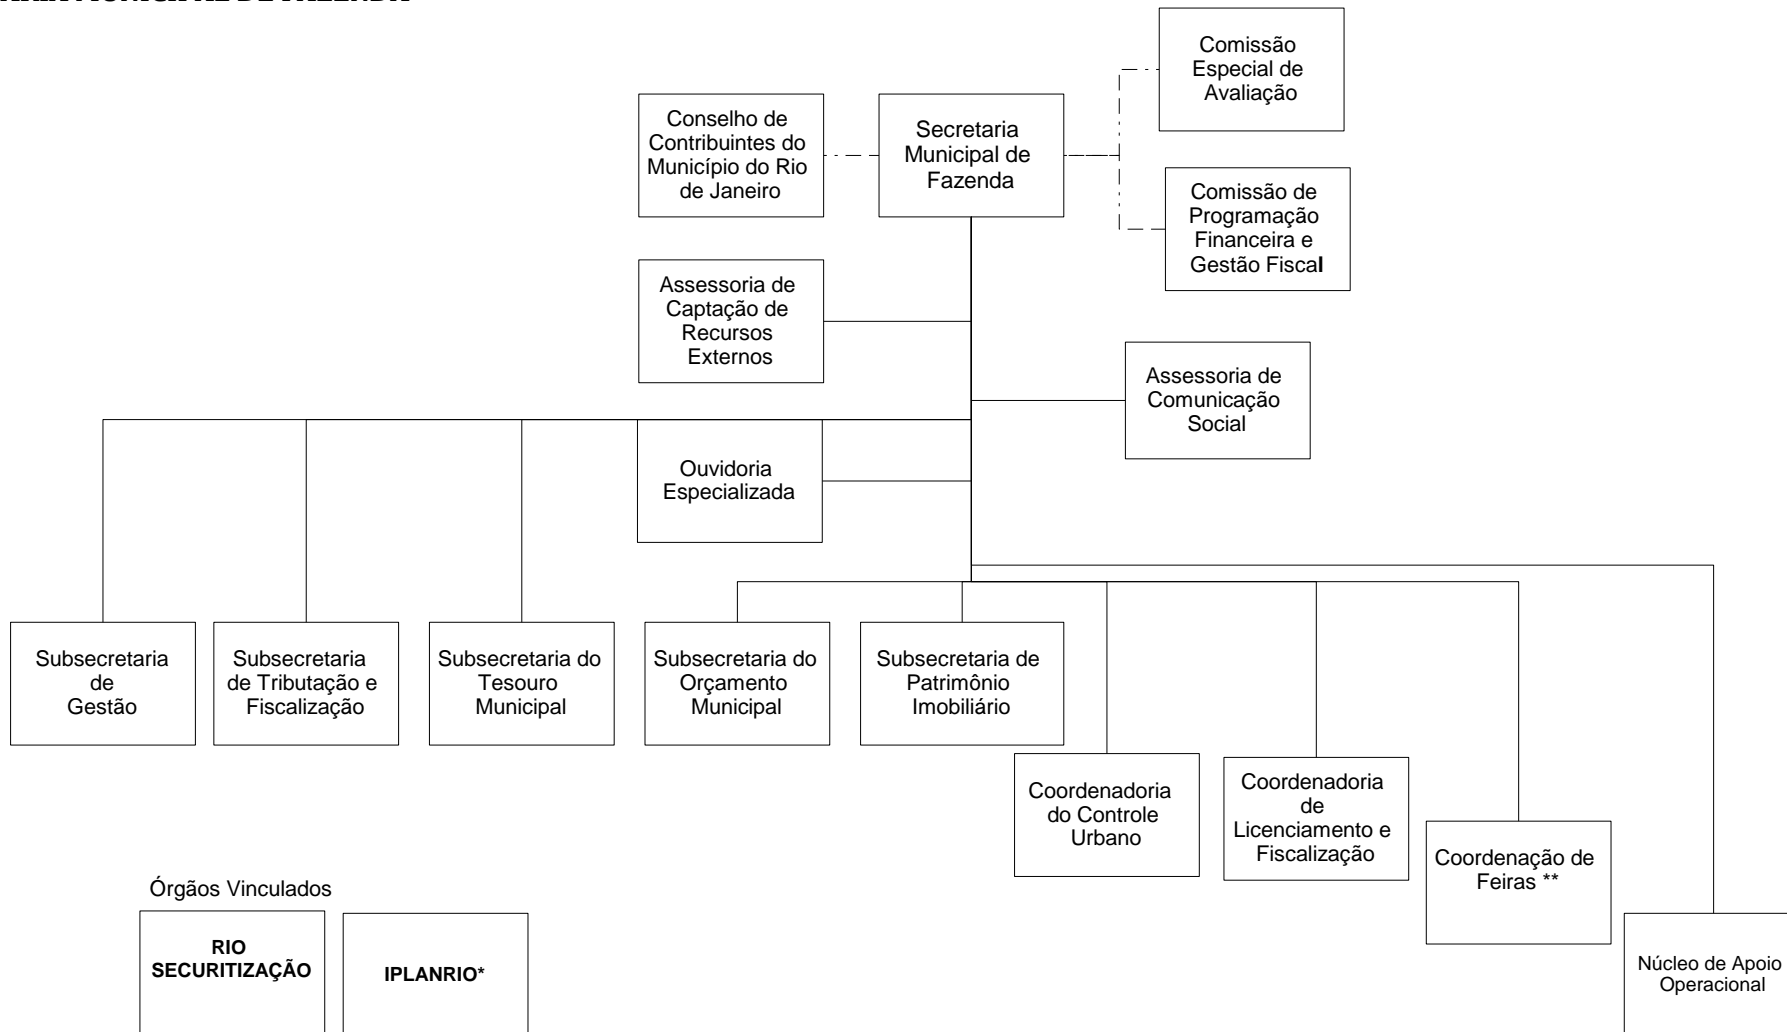 Comissão
Especial de
Avaliação
Conselho de
Contribuintes do
Município do Rio
de Janeiro
Secretaria
Municipal de
Fazenda
Comissão de
Programação
Financeira e
Gestão Fiscal
Assessoria de
Captação de
Recursos
Externos
Assessoria de
Comunicação
Social
Ouvidoria
Especializada
Subsecretaria
de
Gestão
Subsecretaria
de Tributação e
Fiscalização
Subsecretaria do
Tesouro
Municipal
Subsecretaria do
Orçamento
Municipal
Subsecretaria de
Patrimônio
Imobiliário
Coordenadoria
do Controle
Urbano
Coordenadoria
de
Licenciamento e
Fiscalização
Coordenação de
Feiras **
Núcleo de Apoio
Operacional
Órgãos Vinculados
RIO
SECURITIZAÇÃO
IPLANRIO*